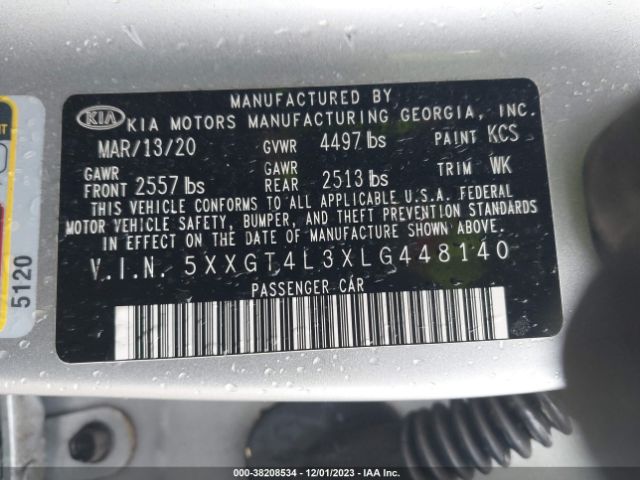 MANUFACTURED BY
KIA KIA MOTORS MANUFACTURING GEORGIA, INC.
MAR/13/20 GVWR 4497 lbs PAINT KCS
GAWR FRONT 2557 lbs GAWR REAR 2513 lbs TRIM WK
THIS VEHICLE CONFORMS TO ALL APPLICABLE U.S.A. FEDERAL
MOTOR VEHICLE SAFETY, BUMPER, AND THEFT PREVENTION STANDARDS
IN EFFECT ON THE DATE OF MANUFACTURE SHOWN ABOVE.
V.I.N. 5XXGT4L3XLG448140
PASSENGER CAR
5120
000-38208534 - 12/01/2023 - IAA Inc.